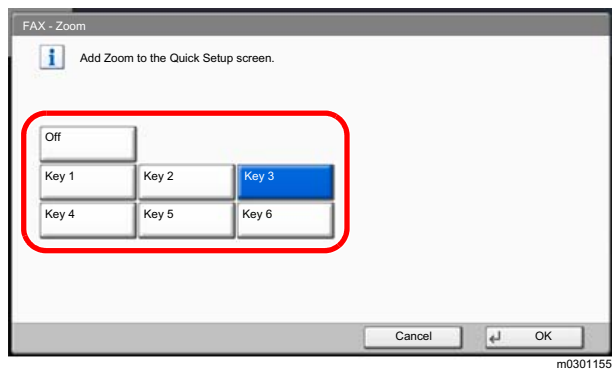 FAX - Zoom
Add Zoom to the Quick Setup screen.
Off
Key 1 Key 2 Key 3
Key 4 Key 5 Key 6
Cancel OK
m0301155